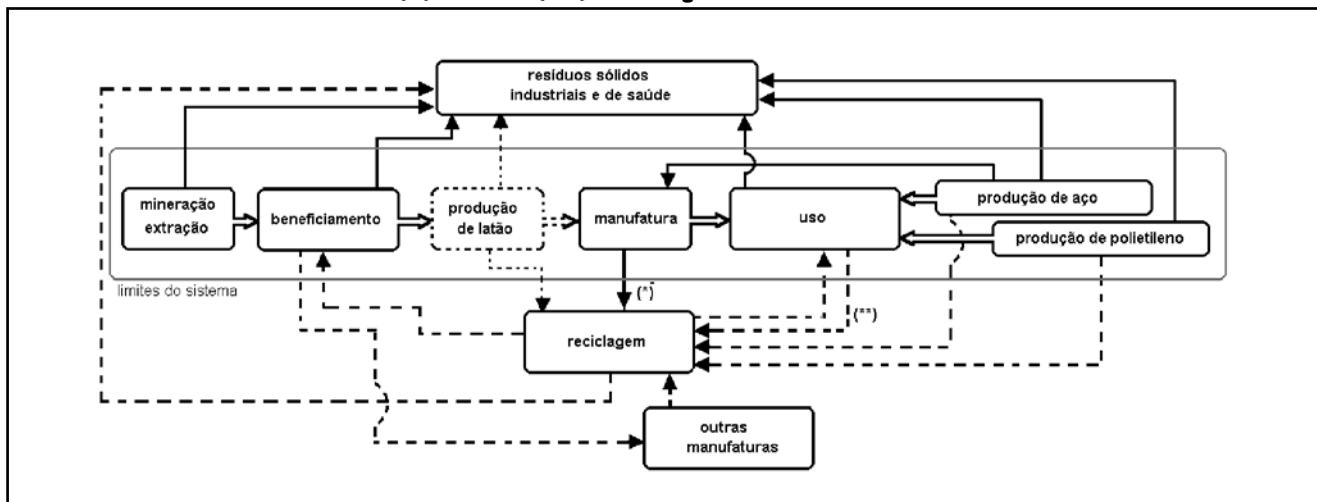 resíduos sólidos
industriais e de saúde
mineração
extração
beneficiamento
produção
de latão
manufatura
uso
produção de aço
produção de polietileno
limites do sistema
(*)
(**)
reciclagem
outras
manufaturas